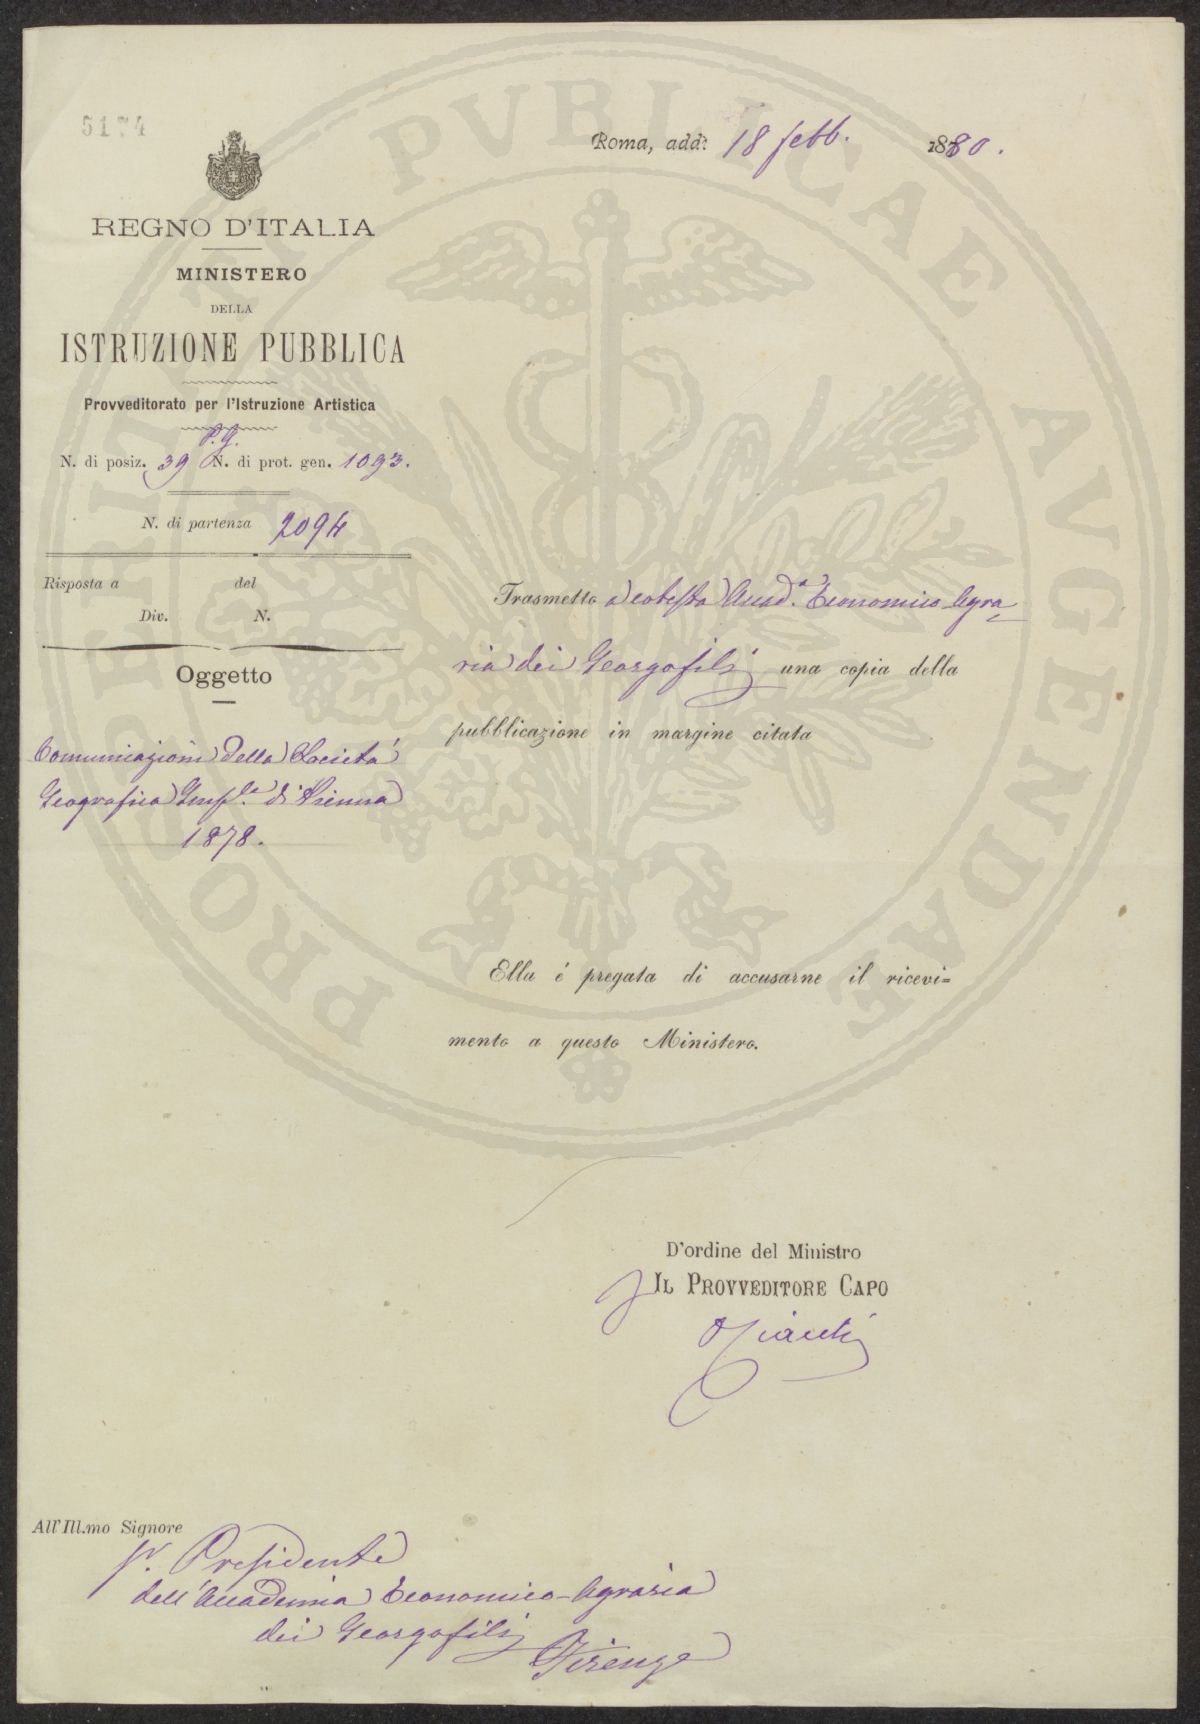 5174
Roma, addì 18 febb. 1880.
REGNO D'ITALIA
MINISTERO
DELLA
ISTRUZIONE PUBBLICA
Provveditorato per l'Istruzione Artistica
P.g.
N. di posiz. 39 N. di prot. gen. 1093.
N. di partenza 2094
Risposta a del
Div. N.
Oggetto
Comunicazioni della Società
Geografica Imp.le di Vienna
1878.
Trasmetto a cotesta Accad.a Economico-Agra=
ria dei Georgofili una copia della
pubblicazione in margine citata
Ella é pregata di accusarne il ricevi=
mento a questo Ministero.
D'ordine del Ministro
IL PROVVEDITORE CAPO
All'Ill.mo Signore
Sr. Presidente
dell'Accademia Economico-Agraria
dei Georgofili
Firenze
PROSPERITATI PVBLICAE AVGENDAE